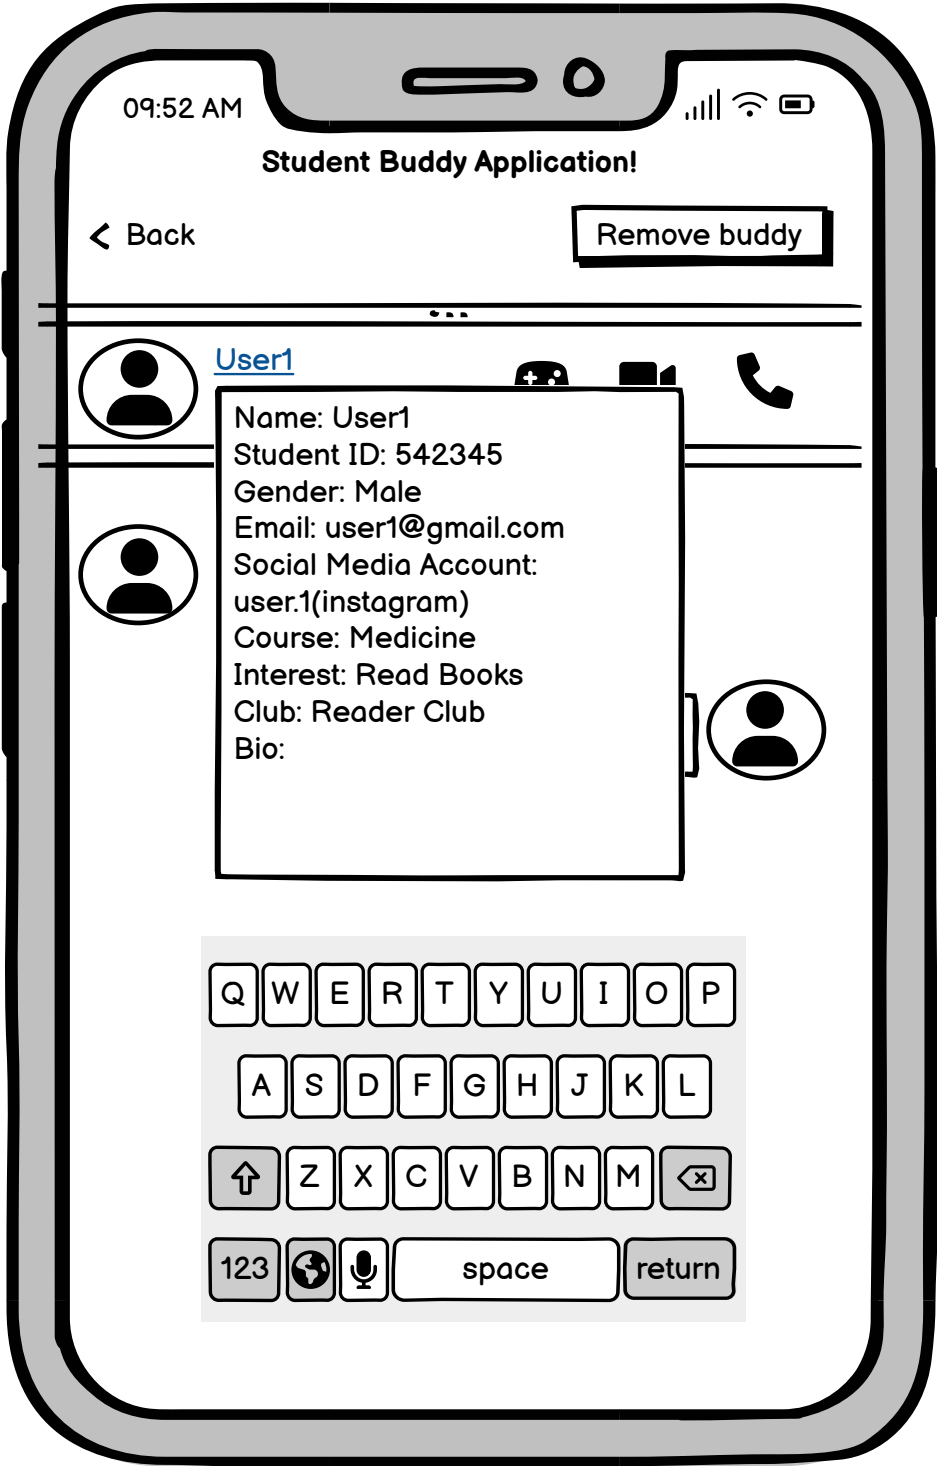 09:52 AM
Student Buddy Application!
Back
Remove buddy
User1
Name: User1
Student ID: 542345
Gender: Male
Email: user1@gmail.com
Social Media Account:
user.1(instagram)
Course: Medicine
Interest: Read Books
Club: Reader Club
Bio:
Q W E R T Y U I O P
A S D F G H J K L
Z X C V B N M
123 space return